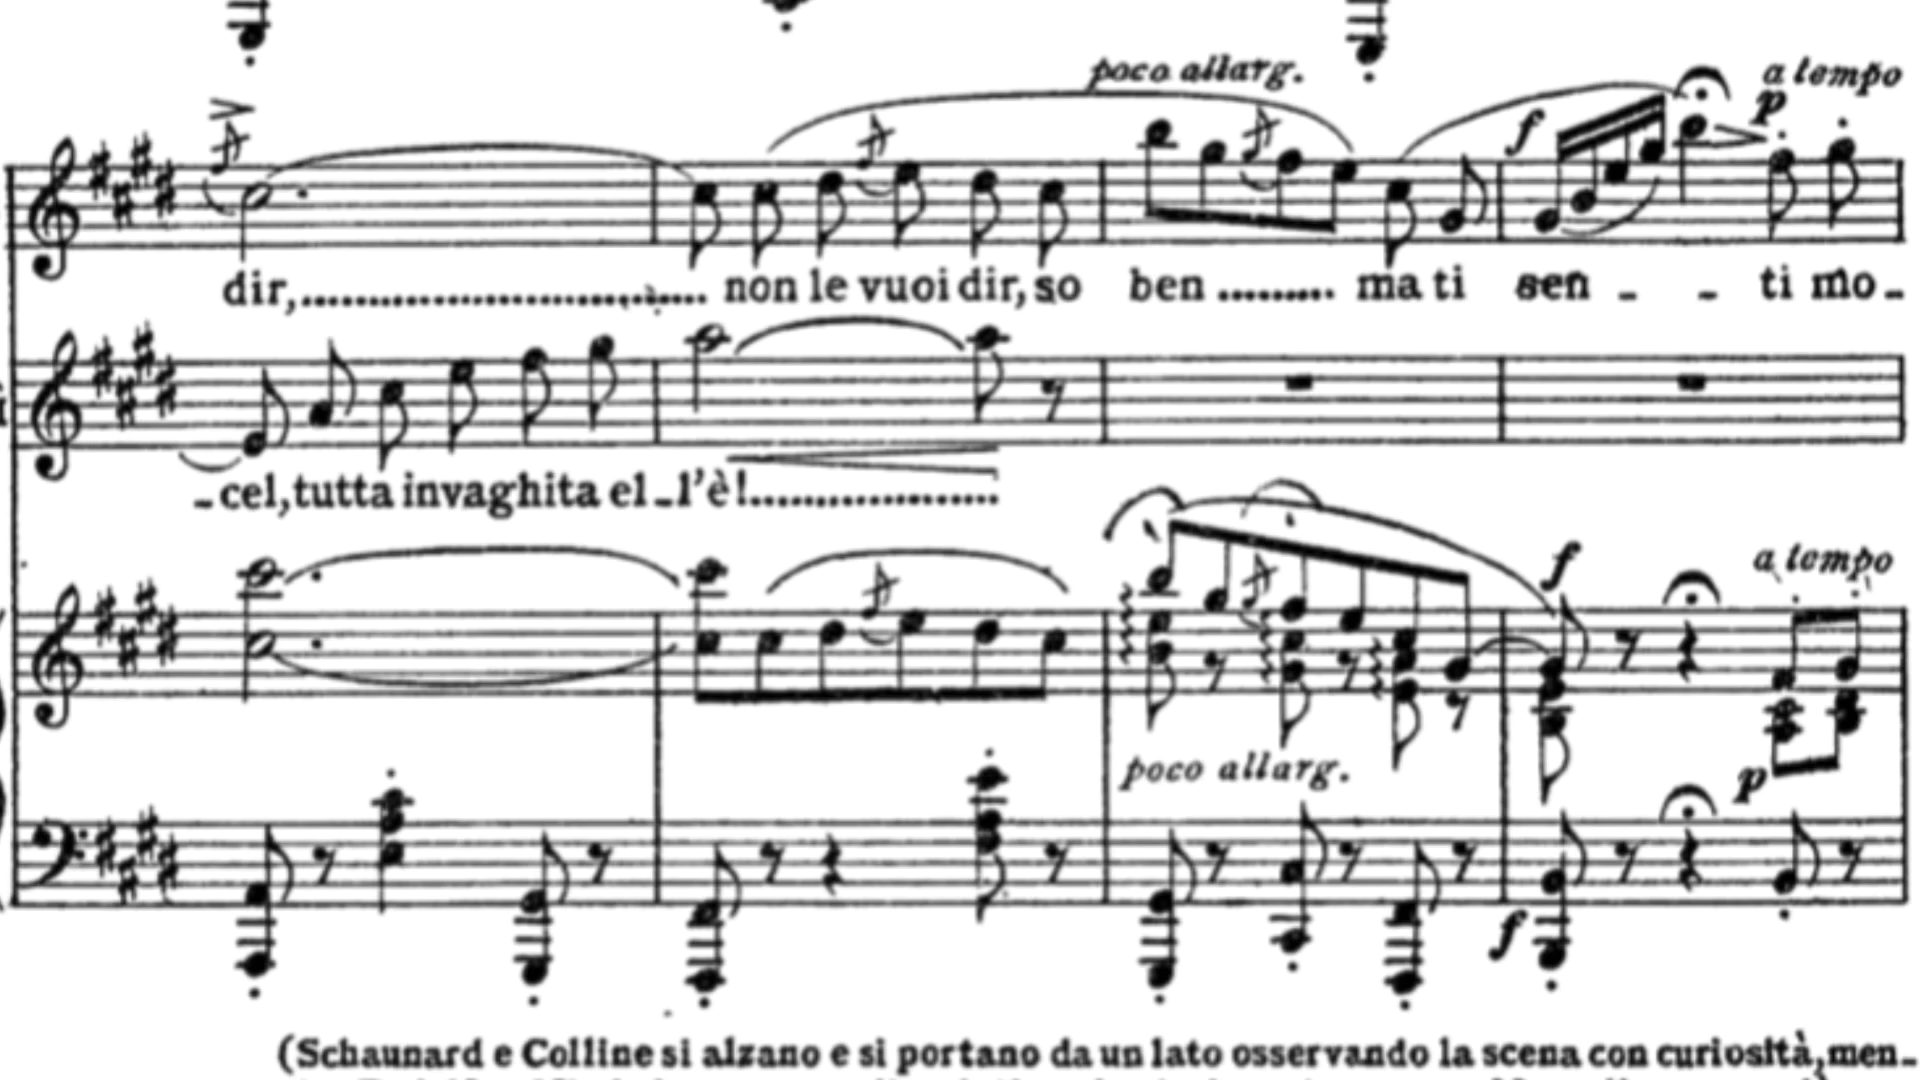 poco allarg.
a tempo
f
p
dir,.............................. non le vuoi dir, so ben ......... ma ti sen _ _ ti mo _
_ cel, tutta invaghita el _ l'è!...................
f
a tempo
poco allarg.
p
f
(Schaunard e Colline si alzano e si portano da un lato osservando la scena con curiosità, men _